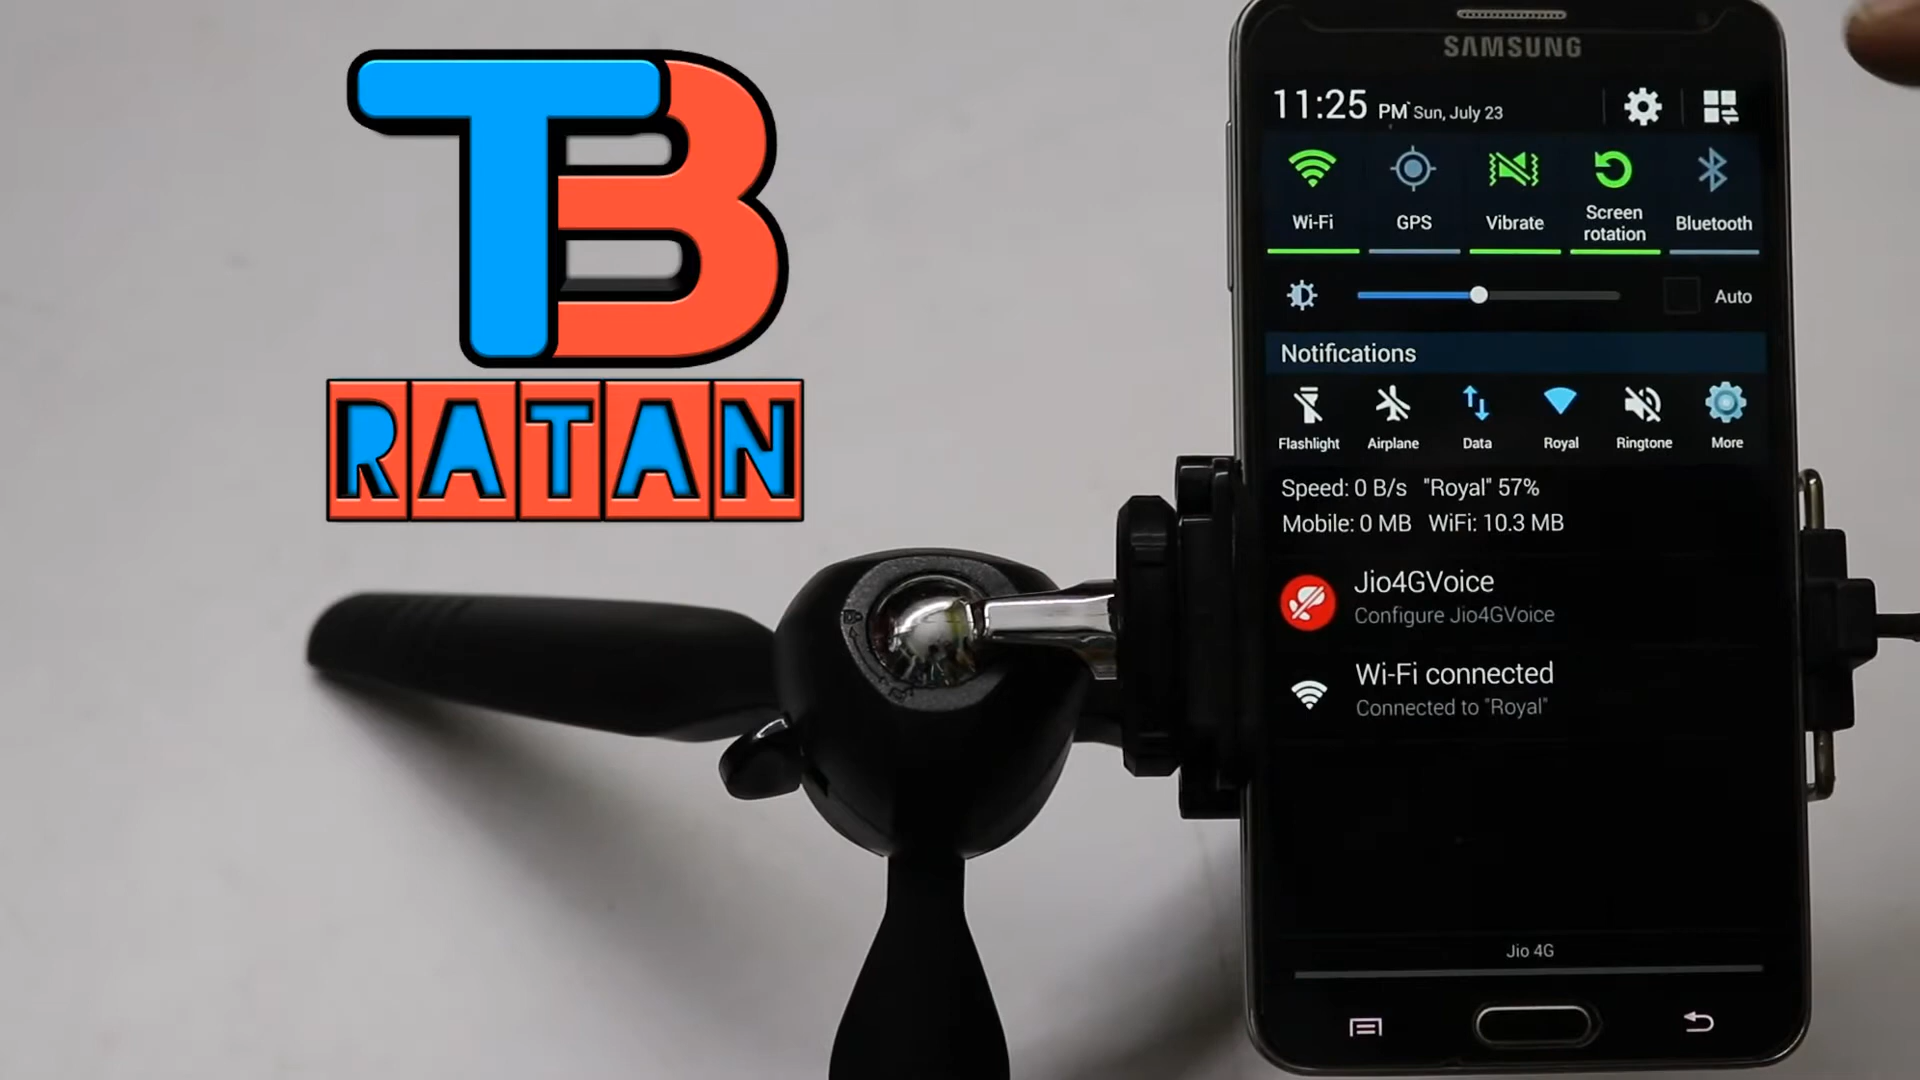 TB
RATAN
SAMSUNG
11:25 PM Sun, July 23
Wi-Fi
GPS
Vibrate
Screen
rotation
Bluetooth
Auto
Notifications
Flashlight
Airplane
Data
Royal
Ringtone
More
Speed: 0 B/s "Royal" 57%
Mobile: 0 MB WiFi: 10.3 MB
Jio4GVoice
Configure Jio4GVoice
Wi-Fi connected
Connected to "Royal"
Jio 4G